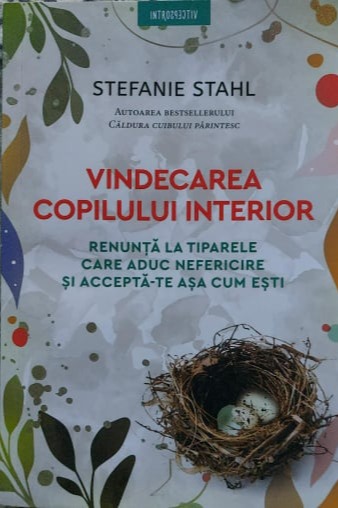 INTROSPECTIV
STEFANIE STAHL
AUTOAREA BESTSELLERULUI
CĂLDURA CUIBULUI PĂRINTESC
VINDECAREA
COPILULUI INTERIOR
RENUNȚĂ LA TIPARELE
CARE ADUC NEFERICIRE
ȘI ACCEPTĂ-TE AȘA CUM EȘTI